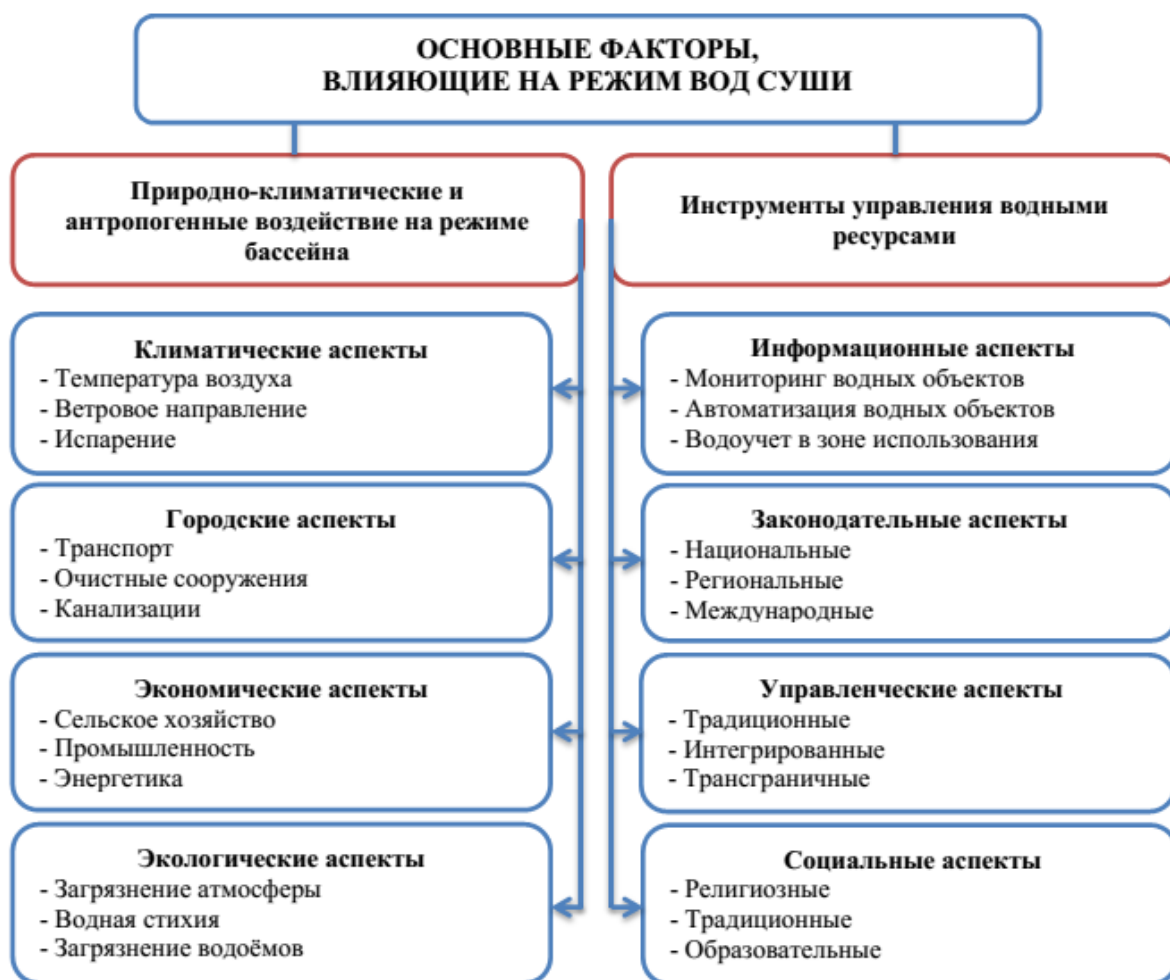 ОСНОВНЫЕ ФАКТОРЫ,
ВЛИЯЮЩИЕ НА РЕЖИМ ВОД СУШИ
Природно-климатические и
антропогенные воздействие на режиме
бассейна
Климатические аспекты
- Температура воздуха
- Ветровое направление
- Испарение
Городские аспекты
- Транспорт
- Очистные сооружения
- Канализации
Экономические аспекты
- Сельское хозяйство
- Промышленность
- Энергетика
Экологические аспекты
- Загрязнение атмосферы
- Водная стихия
- Загрязнение водоёмов
Инструменты управления водными
ресурсами
Информационные аспекты
- Мониторинг водных объектов
- Автоматизация водных объектов
- Водоучет в зоне использования
Законодательные аспекты
- Национальные
- Региональные
- Международные
Управленческие аспекты
- Традиционные
- Интегрированные
- Трансграничные
Социальные аспекты
- Религиозные
- Традиционные
- Образовательные